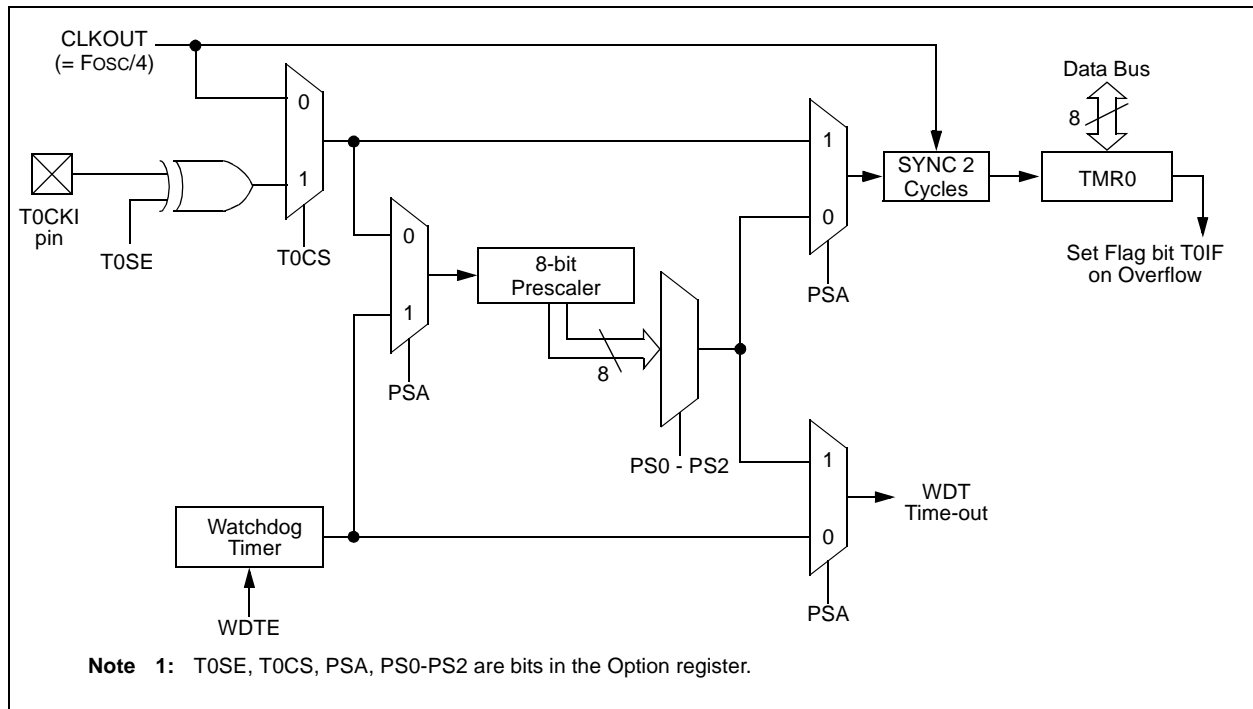 CLKOUT
(= FOSC/4)
0
1
T0CKI
pin
T0SE
T0CS
0
1
PSA
8-bit
Prescaler
8
PS0 - PS2
1
0
PSA
SYNC 2
Cycles
Data Bus
8
TMR0
Set Flag bit T0IF
on Overflow
Watchdog
Timer
WDTE
1
0
PSA
WDT
Time-out
Note 1: T0SE, T0CS, PSA, PS0-PS2 are bits in the Option register.